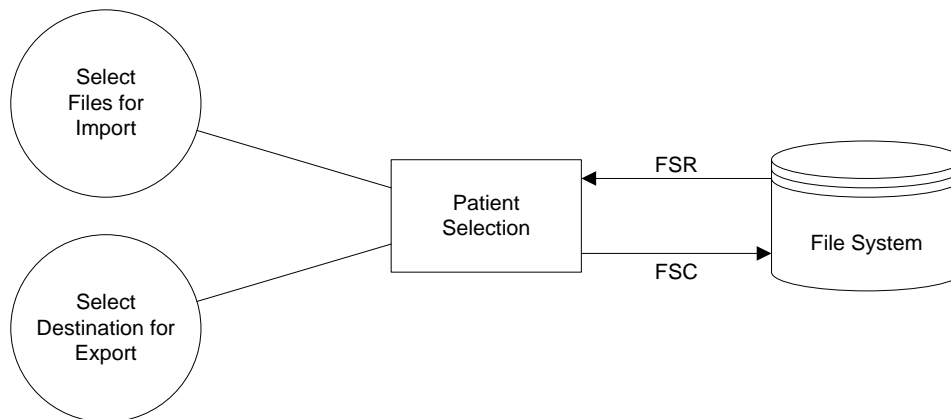 Select
Files for
Import
FSR
Patient
Selection
File System
FSC
Select
Destination for
Export